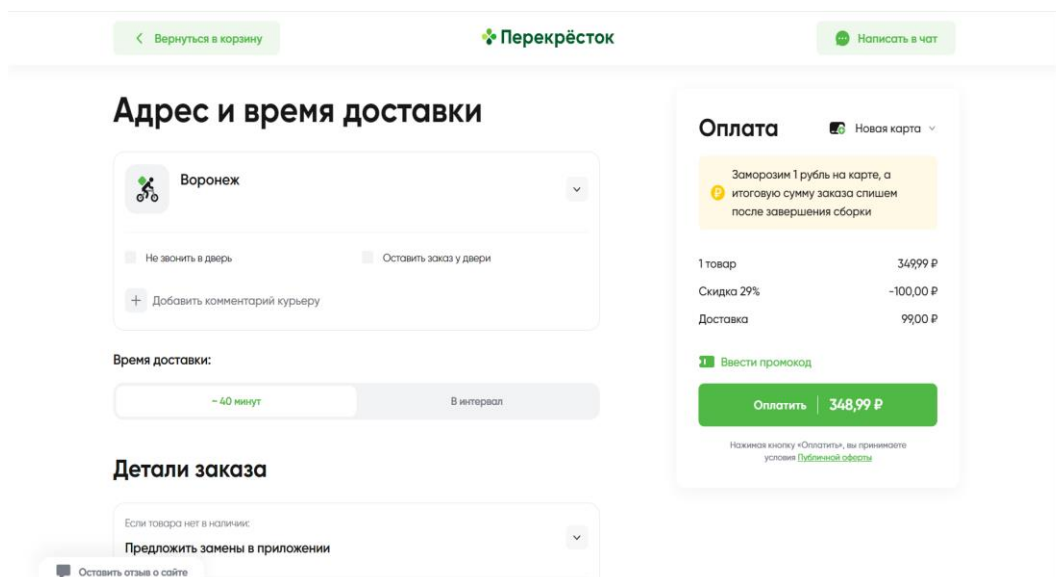 Вернуться в корзину
Перекрёсток
Написать в чат
Адрес и время доставки
Воронеж
Не звонить в дверь
Оставить заказ у двери
Добавить комментарий курьеру
Время доставки:
~ 40 минут
В интервал
Детали заказа
Если товара нет в наличии:
Предложить замены в приложении
Оставить отзыв о сайте
Оплата
Новая карта
Заморозим 1 рубль на карте, а
итоговую сумму заказа спишем
после завершения сборки
1 товар 349,99 ₽
Скидка 29% -100,00 ₽
Доставка 99,00 ₽
Ввести промокод
Оплатить 348,99 ₽
Нажимая кнопку «Оплатить», вы принимаете
условия Публичной оферты